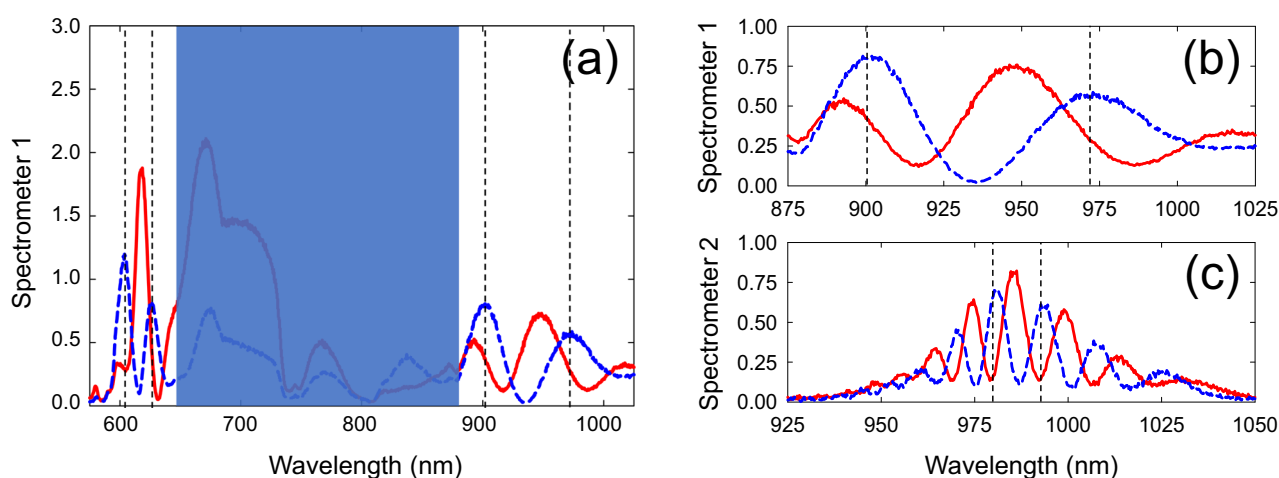 (a)
Spectrometer 1
3.0
2.5
2.0
1.5
1.0
0.5
0.0
600 700 800 900 1000
Wavelength (nm)
(b)
Spectrometer 1
1.00
0.75
0.50
0.25
0.00
875 900 925 950 975 1000 1025
(c)
Spectrometer 2
1.00
0.75
0.50
0.25
0.00
925 950 975 1000 1025 1050
Wavelength (nm)